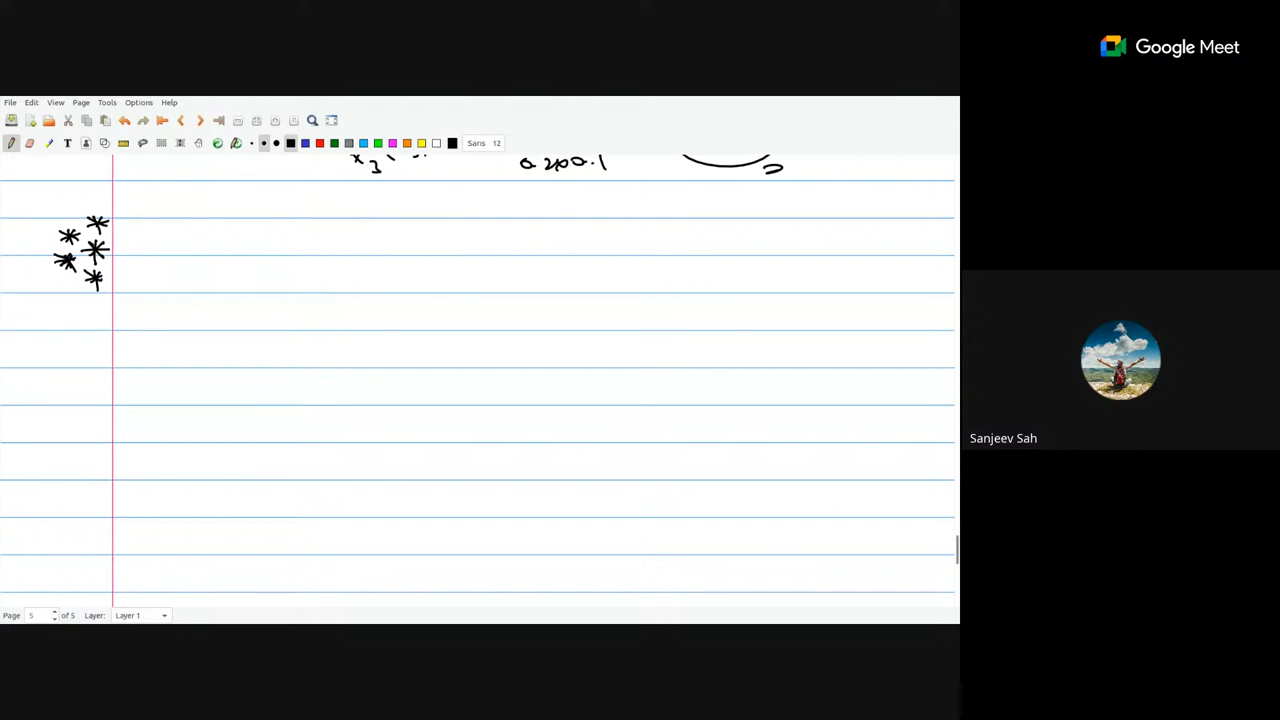 Google Meet
File Edit View Page Tools Options Help
T Sans 12
x3
* *
* *
*
Sanjeev Sah
Page 5 of 5 Layer: Layer 1